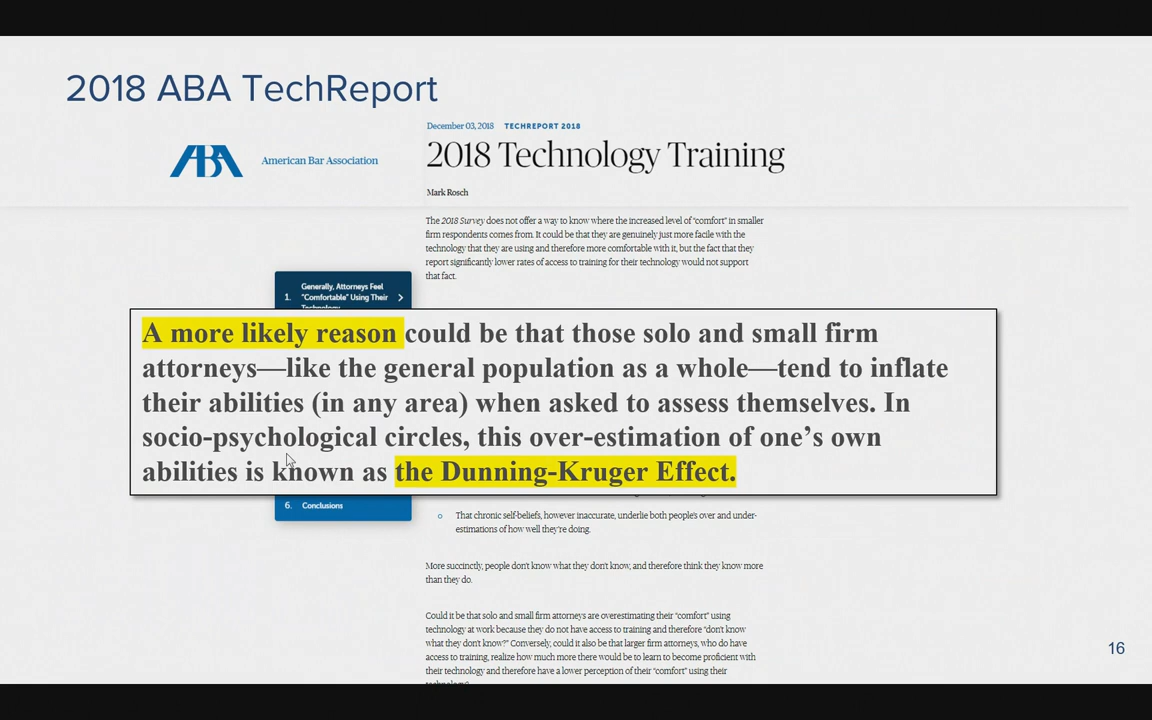 2018 ABA TechReport
December 03, 2018 TECHREPORT 2018
ABA American Bar Association
2018 Technology Training
Mark Rosch
The 2018 Survey does not offer a way to know where the increased level of "comfort" in smaller
firm respondents comes from. It could be that they are genuinely just more facile with the
technology that they are using and therefore more comfortable with it, but the fact that they
report significantly lower rates of access to training for their technology would not support
that fact.
1. Generally, Attorneys Feel
"Comfortable" Using Their
Technology
A more likely reason could be that those solo and small firm
attorneys—like the general population as a whole—tend to inflate
their abilities (in any area) when asked to assess themselves. In
socio-psychological circles, this over-estimation of one's own
abilities is known as the Dunning-Kruger Effect.
6. Conclusions
That chronic self-beliefs, however inaccurate, underlie both people's over and under-
estimations of how well they're doing.
More succinctly, people don't know what they don't know, and therefore think they know more
than they do.
Could it be that solo and small firm attorneys are overestimating their "comfort" using
technology at work because they do not have access to training and therefore "don't know
what they don't know?" Conversely, could it also be that larger firm attorneys, who do have
access to training, realize how much more there would be to learn to become proficient with
their technology and therefore have a lower perception of their "comfort" using their
16